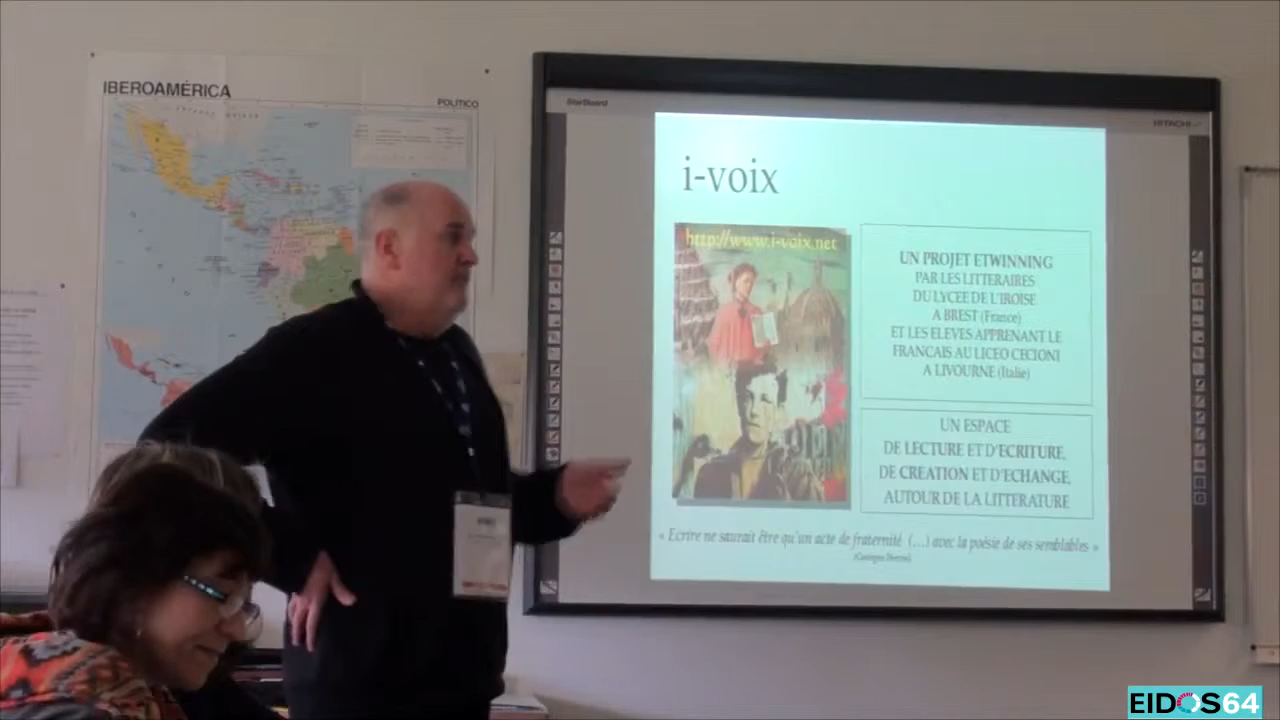 IBEROAMÉRICA
POLÍTICO
StarBoard
HITACHI
i-voix
http://www.i-voix.net
UN PROJET ETWINNING
PAR LES LITTERAIRES
DU LYCEE DE L'IROISE
A BREST (France)
ET LES ELEVES APPRENANT LE
FRANCAIS AU LICEO CECIONI
A LIVOURNE (Italie)
UN ESPACE
DE LECTURE ET D'ECRITURE,
DE CREATION ET D'ECHANGE,
AUTOUR DE LA LITTERATURE
« Ecrire ne saurait être qu'un acte de fraternité (...) avec la poésie de ses semblables »
EIDOS64